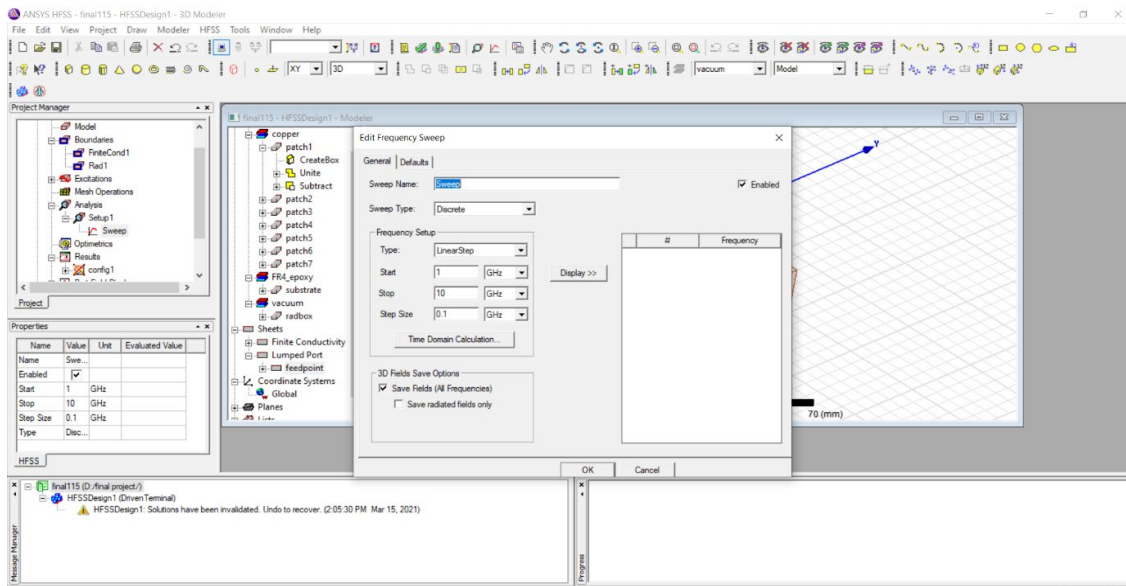 ANSYS HFSS - final115 - HFSSDesign1 - 3D Modeler
File Edit View Project Draw Modeler HFSS Tools Window Help
XY 3D vacuum Model
Project Manager
Model
Boundaries
FiniteCond1
Rad1
Excitations
Mesh Operations
Analysis
Setup1
Sweep
Optimetrics
Results
config1
Project
Properties
Name Value Unit Evaluated Value
Name Swe...
Enabled
Start 1 GHz
Stop 10 GHz
Step Size 0.1 GHz
Type Disc...
HFSS
final115 - HFSSDesign1 - Modeler
copper
patch1
CreateBox
Unite
Subtract
patch2
patch3
patch4
patch5
patch6
patch7
FR4_epoxy
substrate
vacuum
radbox
Sheets
Finite Conductivity
Lumped Port
feedpoint
Coordinate Systems
Global
Planes
Lists
Edit Frequency Sweep
General Defaults
Sweep Name: Sweep Enabled
Sweep Type: Discrete
Frequency Setup
Type: LinearStep
Start 1 GHz
Stop 10 GHz
Step Size 0.1 GHz
Time Domain Calculation...
Display >>
# Frequency
3D Fields Save Options
Save Fields (All Frequencies)
Save radiated fields only
OK Cancel
Y
70 (mm)
final115 (D:/final project/)
HFSSDesign1 (DrivenTerminal)
HFSSDesign1: Solutions have been invalidated. Undo to recover. (2:05:30 PM Mar 15, 2021)
Message Manager
Progress